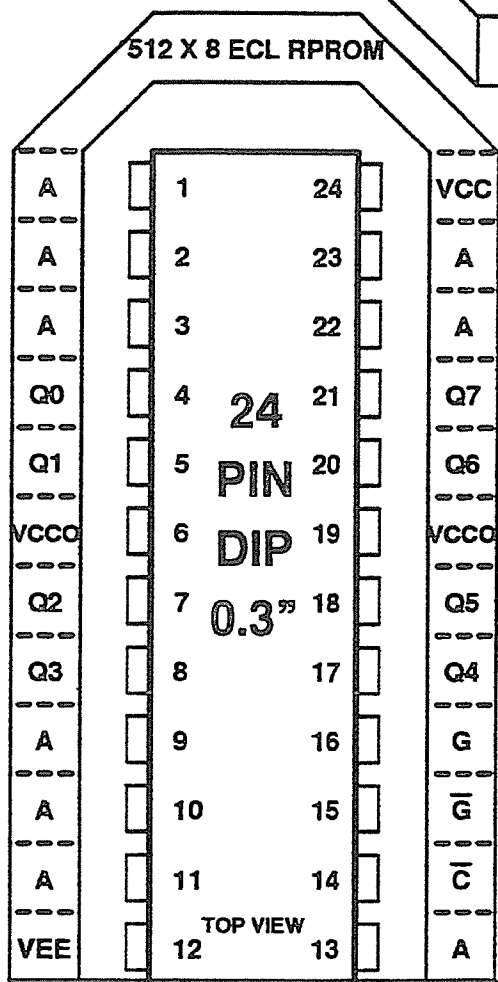 512 X 8 ECL RPROM
A 1 24 VCC
A 2 23 A
A 3 22 A
Q0 4 21 Q7
24
Q1 5 20 Q6
PIN
VCCO 6 19 VCCO
DIP
Q2 7 18 Q5
0.3"
Q3 8 17 Q4
A 9 16 G
A 10 15 G̅
A 11 14 C̅
TOP VIEW
VEE 12 13 A